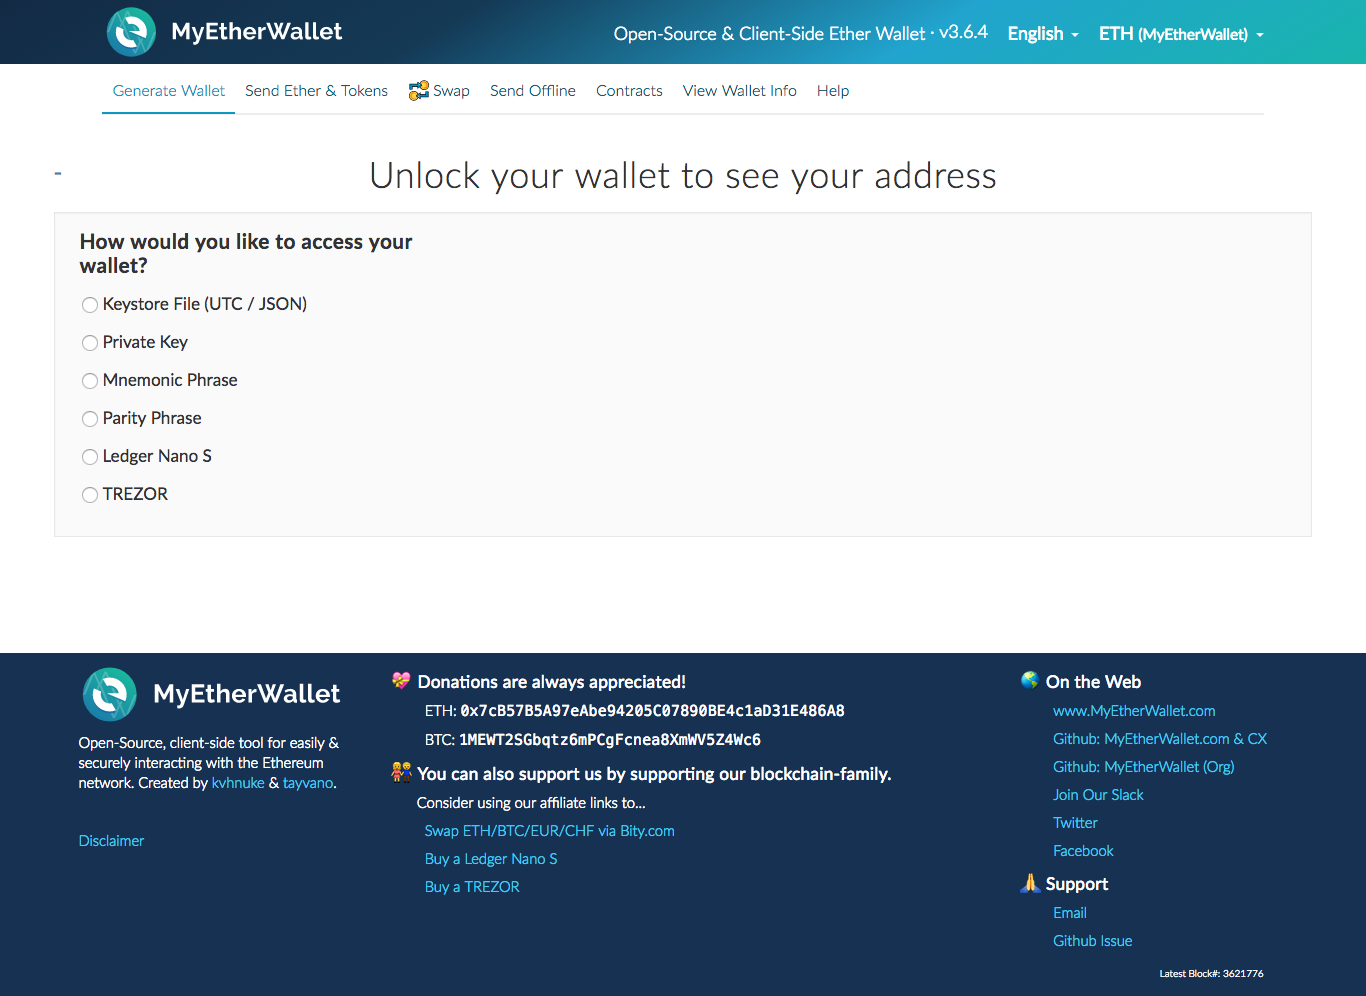 MyEtherWallet
Open-Source & Client-Side Ether Wallet · v3.6.4 English ETH (MyEtherWallet)
Generate Wallet Send Ether & Tokens Swap Send Offline Contracts View Wallet Info Help
-
Unlock your wallet to see your address
How would you like to access your
wallet?
Keystore File (UTC / JSON)
Private Key
Mnemonic Phrase
Parity Phrase
Ledger Nano S
TREZOR
MyEtherWallet
Open-Source, client-side tool for easily &
securely interacting with the Ethereum
network. Created by kvhnuke & tayvano.
Disclaimer
Donations are always appreciated!
ETH: 0x7cB57B5A97eAbe94205C07890BE4c1aD31E486A8
BTC: 1MEWT2SGbqtz6mPCgFcnea8XmWV5Z4Wc6
You can also support us by supporting our blockchain-family.
Consider using our affiliate links to...
Swap ETH/BTC/EUR/CHF via Bity.com
Buy a Ledger Nano S
Buy a TREZOR
On the Web
www.MyEtherWallet.com
Github: MyEtherWallet.com & CX
Github: MyEtherWallet (Org)
Join Our Slack
Twitter
Facebook
Support
Email
Github Issue
Latest Block#: 3621776